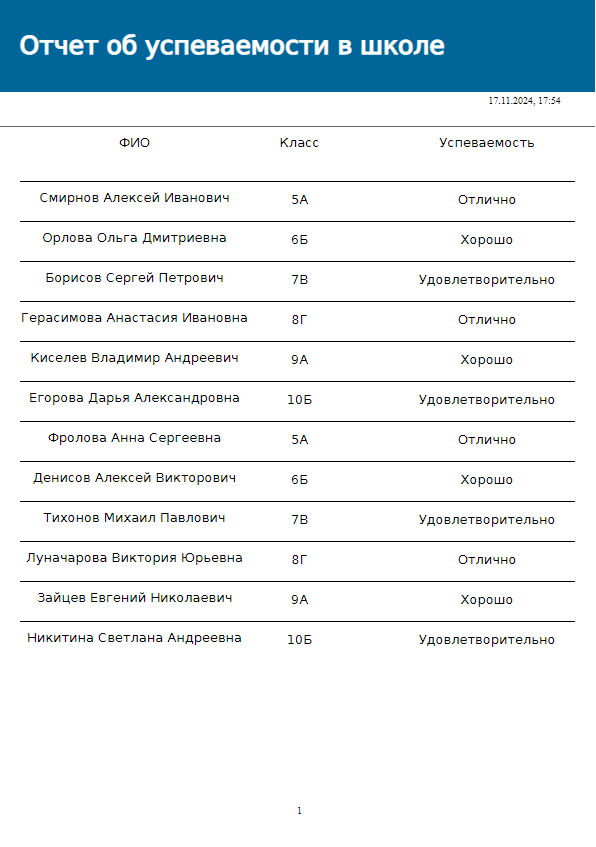 Отчет об успеваемости в школе
17.11.2024, 17:54
ФИО Класс Успеваемость
Смирнов Алексей Иванович 5А Отлично
Орлова Ольга Дмитриевна 6Б Хорошо
Борисов Сергей Петрович 7В Удовлетворительно
Герасимова Анастасия Ивановна 8Г Отлично
Киселев Владимир Андреевич 9А Хорошо
Егорова Дарья Александровна 10Б Удовлетворительно
Фролова Анна Сергеевна 5А Отлично
Денисов Алексей Викторович 6Б Хорошо
Тихонов Михаил Павлович 7В Удовлетворительно
Луначарова Виктория Юрьевна 8Г Отлично
Зайцев Евгений Николаевич 9А Хорошо
Никитина Светлана Андреевна 10Б Удовлетворительно
1